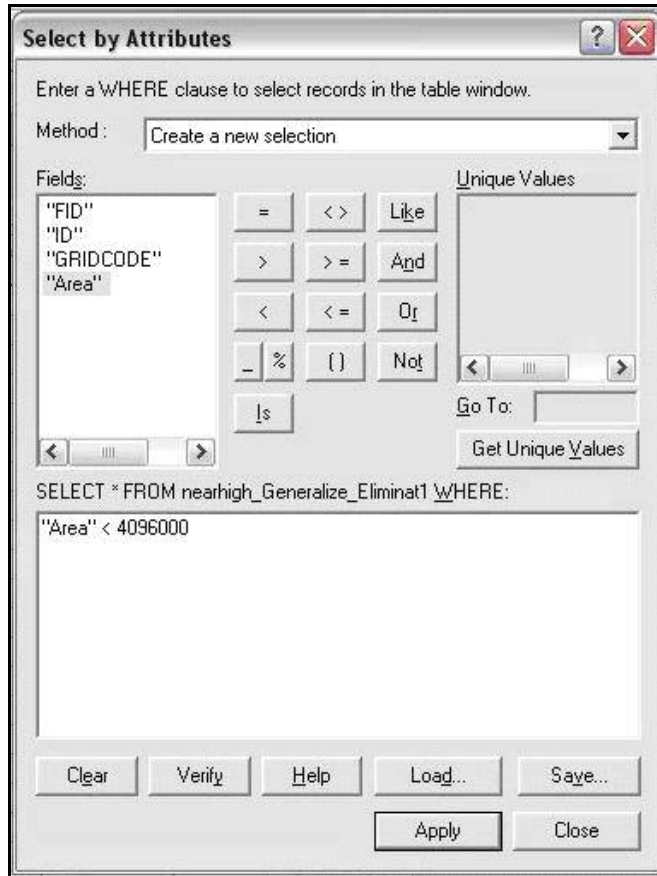 Select by Attributes
?
Enter a WHERE clause to select records in the table window.
Method : Create a new selection
Fields:
"FID"
"ID"
"GRIDCODE"
"Area"
= < > Like
> > = And
< < = Or
_ % ( ) Not
Is
Unique Values
Go To:
Get Unique Values
SELECT * FROM nearhigh_Generalize_Eliminat1 WHERE:
"Area" < 4096000
Clear Verify Help Load... Save...
Apply Close